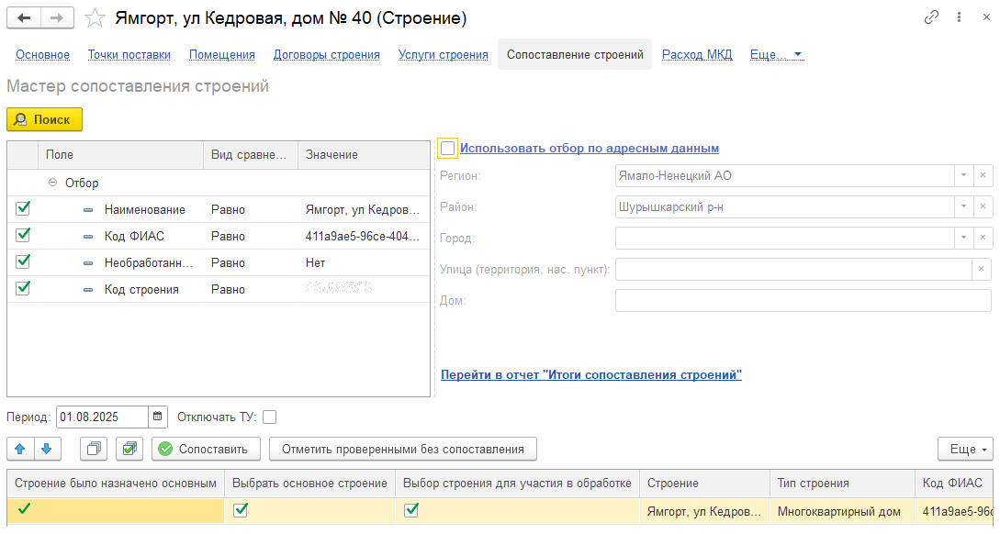 Ямгорт, ул Кедровая, дом № 40 (Строение)
Основное Точки поставки Помещения Договоры строения Услуги строения Сопоставление строений Расход МКД Еще...
Мастер сопоставления строений
Поиск
Поле Вид сравне... Значение
Отбор
Наименование Равно Ямгорт, ул Кедров...
Код ФИАС Равно 411a9ae5-96ce-404...
Необработанн... Равно Нет
Код строения Равно
Использовать отбор по адресным данным
Регион: Ямало-Ненецкий АО
Район: Шурышкарский р-н
Город:
Улица (территория, нас. пункт):
Дом:
Перейти в отчет "Итоги сопоставления строений"
Период: 01.08.2025 Отключать ТУ:
Сопоставить Отметить проверенными без сопоставления Еще
Строение было назначено основным Выбрать основное строение Выбор строения для участия в обработке Строение Тип строения Код ФИАС
Ямгорт, ул Кедров... Многоквартирный дом 411a9ae5-96c